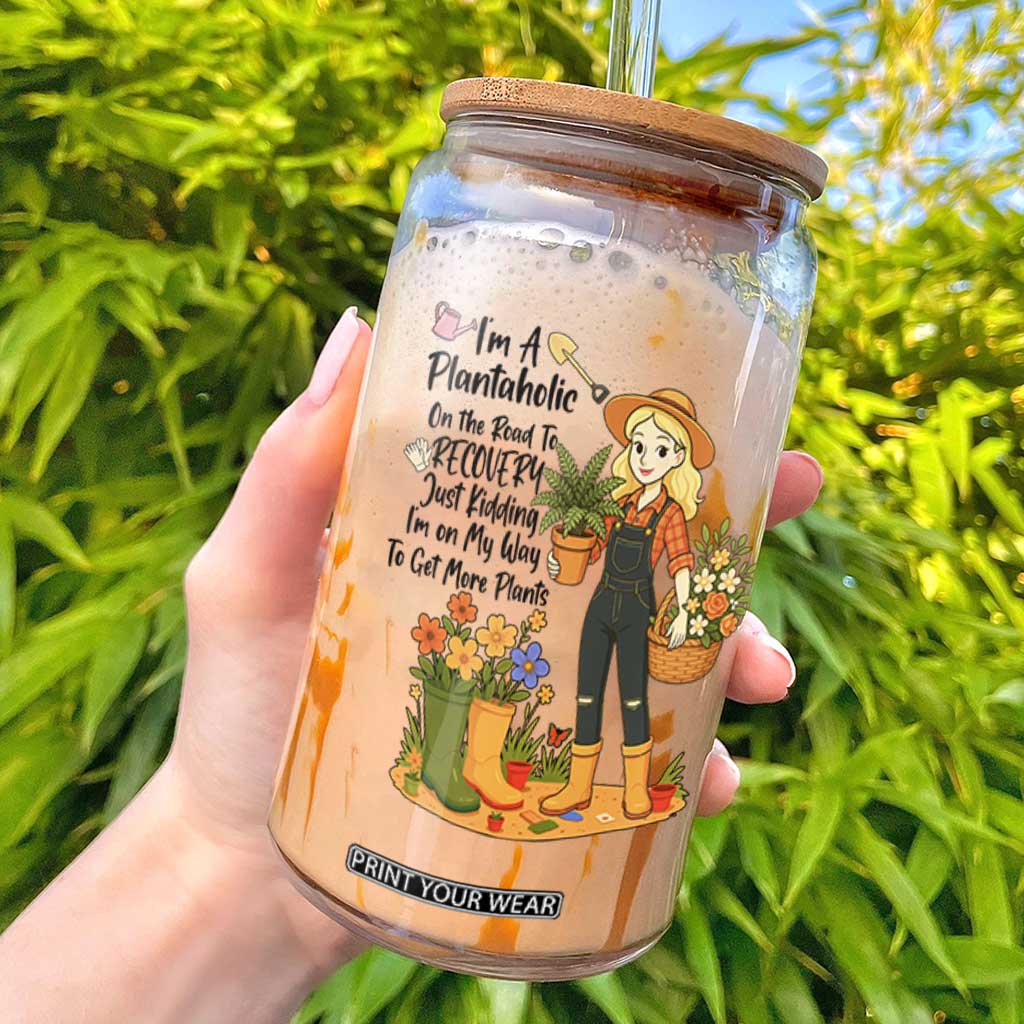 I'm A
Plantaholic
On the Road To
RECOVERY
Just Kidding
I'm on My Way
To Get More Plants
PRINT YOUR WEAR